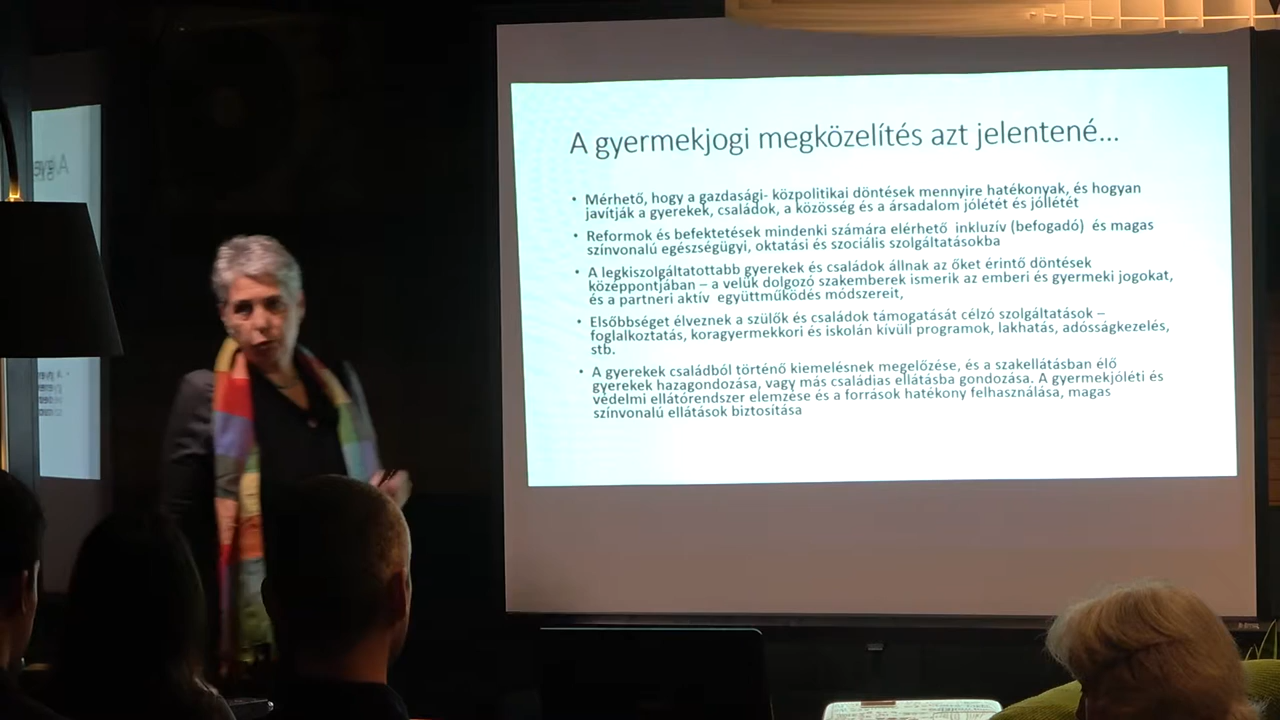 A gyermekjogi megközelítés azt jelentené...
• Mérhető, hogy a gazdasági- közpolitikai döntések mennyire hatékonyak, és hogyan
javítják a gyerekek, családok, a közösség és a ársadalom jólétét és jóllétét
• Reformok és befektetések mindenki számára elérhető inkluzív (befogadó) és magas
színvonalú egészségügyi, oktatási és szociális szolgáltatásokba
• A legkiszolgáltatottabb gyerekek és családok állnak az őket érintő döntések
középpontjában – a velük dolgozó szakemberek ismerik az emberi és gyermeki jogokat,
és a partneri aktív együttműködés módszereit,
• Elsőbbséget élveznek a szülők és családok támogatását célzó szolgáltatások –
foglalkoztatás, koragyermekkori és iskolán kívüli programok, lakhatás, adósságkezelés,
stb.
• A gyerekek családból történő kiemelésnek megelőzése, és a szakellátásban élő
gyerekek hazagondozása, vagy más családias ellátásba gondozása. A gyermekjóléti és
védelmi ellátórendszer elemzése és a források hatékony felhasználása, magas
színvonalú ellátások biztosítása